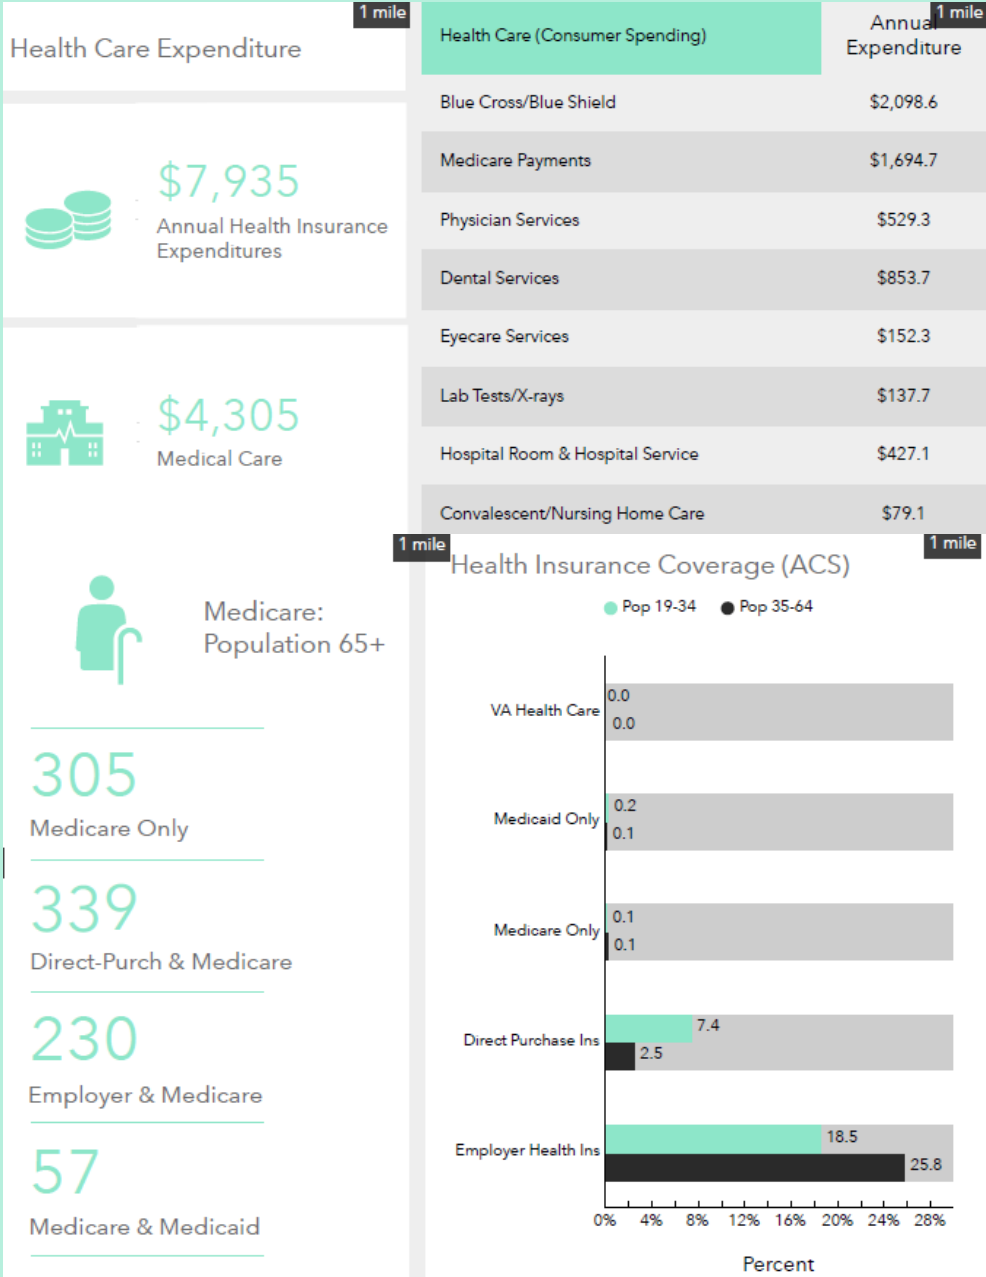 1 mile
Health Care Expenditure
$7,935
Annual Health Insurance
Expenditures
$4,305
Medical Care
1 mile
Health Care (Consumer Spending)
Annual
Expenditure
Blue Cross/Blue Shield $2,098.6
Medicare Payments $1,694.7
Physician Services $529.3
Dental Services $853.7
Eyecare Services $152.3
Lab Tests/X-rays $137.7
Hospital Room & Hospital Service $427.1
Convalescent/Nursing Home Care $79.1
1 mile
Medicare:
Population 65+
305
Medicare Only
339
Direct-Purch & Medicare
230
Employer & Medicare
57
Medicare & Medicaid
1 mile
Health Insurance Coverage (ACS)
Pop 19-34 Pop 35-64
VA Health Care
0.0
0.0
Medicaid Only
0.2
0.1
Medicare Only
0.1
0.1
Direct Purchase Ins
7.4
2.5
Employer Health Ins
18.5
25.8
0% 4% 8% 12% 16% 20% 24% 28%
Percent